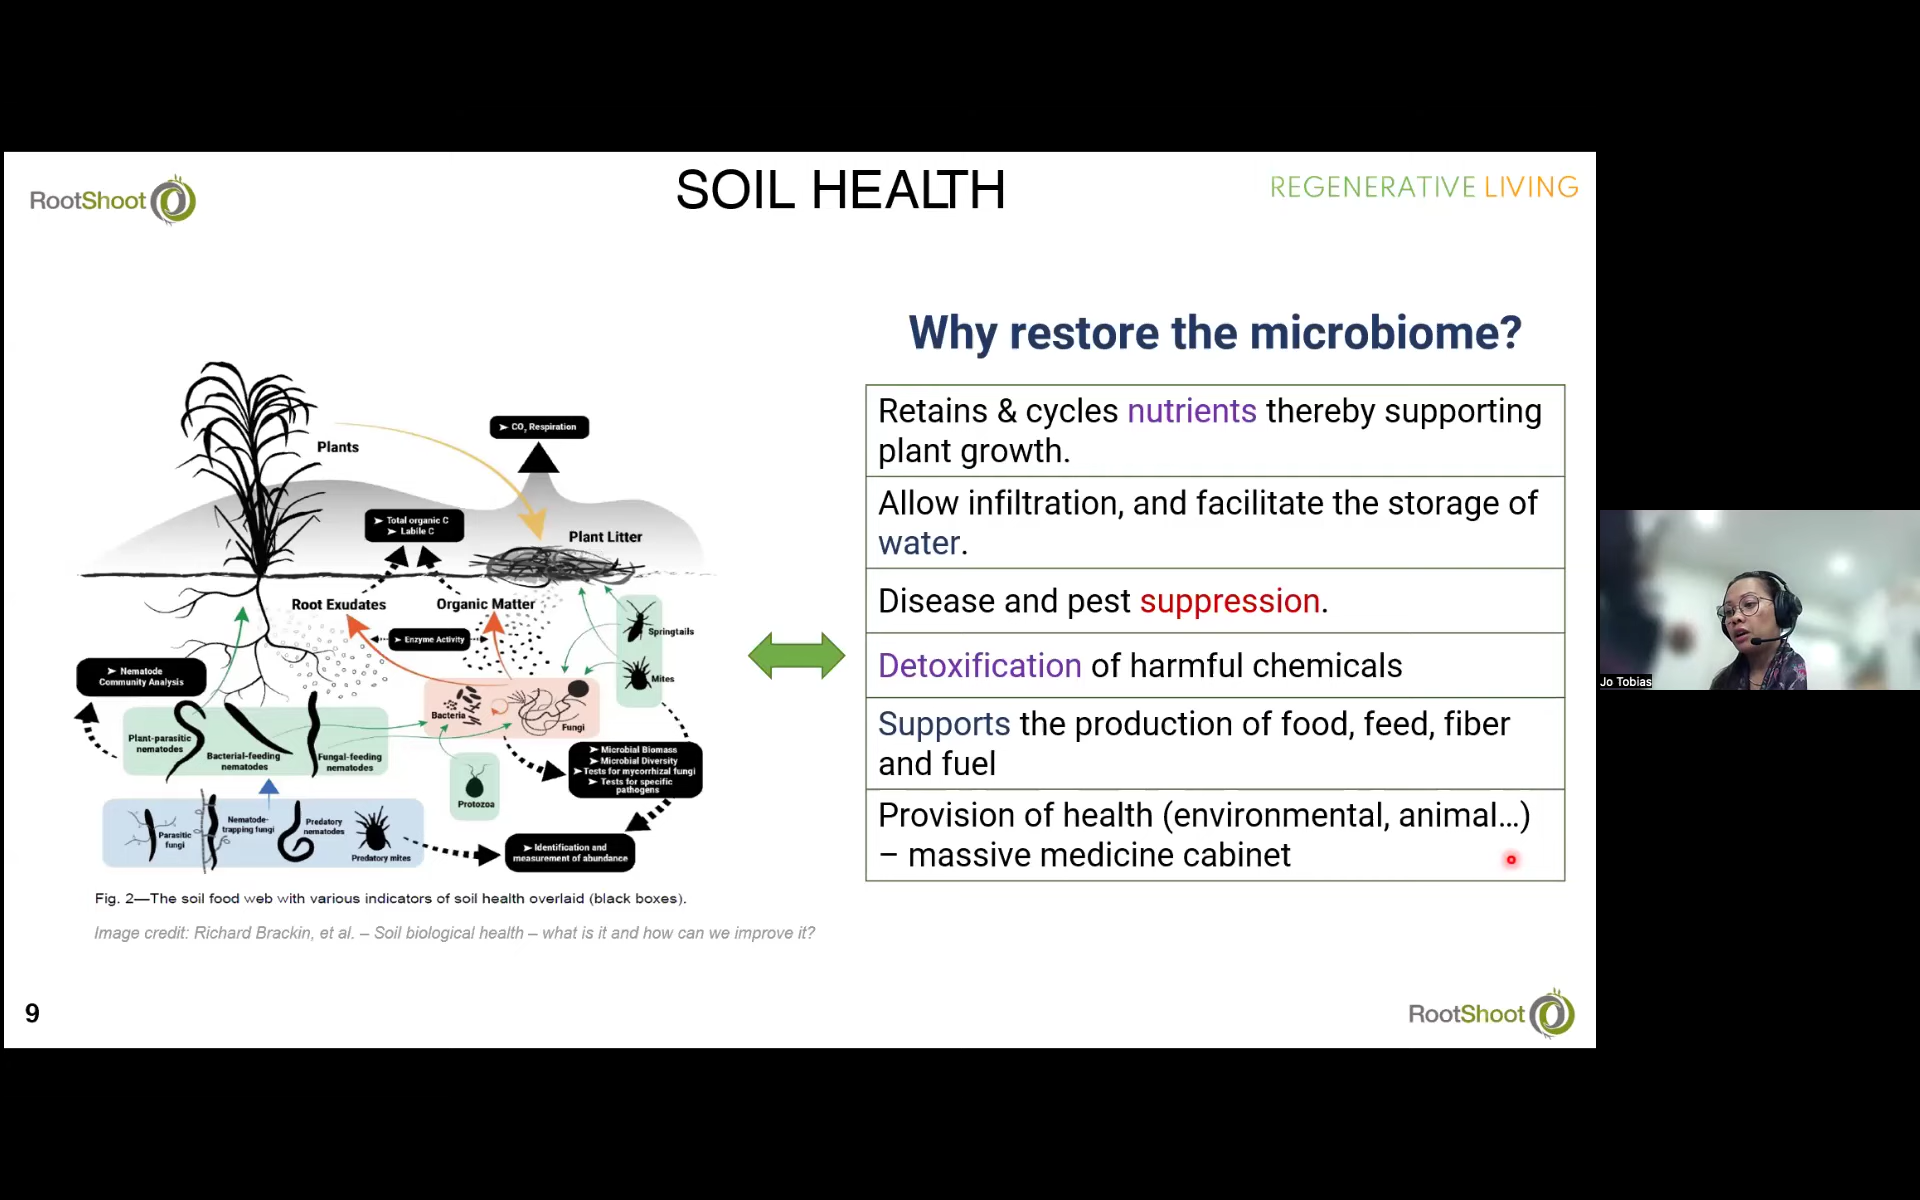 RootShoot
SOIL HEALTH
REGENERATIVE LIVING
Why restore the microbiome?
Retains & cycles nutrients thereby supporting
plant growth.
Allow infiltration, and facilitate the storage of
water.
Disease and pest suppression.
Detoxification of harmful chemicals
Supports the production of food, feed, fiber
and fuel
Provision of health (environmental, animal...)
– massive medicine cabinet
Plants
➤ CO₂ Respiration
➤ Total organic C
➤ Labile C
Plant Litter
Root Exudates
Organic Matter
➤ Enzyme Activity
Springtails
Mites
➤ Nematode
Community Analysis
Bacteria
Fungi
Plant-parasitic
nematodes
Bacterial-feeding
nematodes
Fungal-feeding
nematodes
➤ Microbial Biomass
➤ Microbial Diversity
➤ Tests for mycorrhizal fungi
➤ Tests for specific
pathogens
Protozoa
Parasitic
fungi
Nematode-
trapping fungi
Predatory
nematodes
Predatory mites
➤ Identification and
measurement of abundance
Fig. 2—The soil food web with various indicators of soil health overlaid (black boxes).
Image credit: Richard Brackin, et al. – Soil biological health – what is it and how can we improve it?
9
RootShoot
Jo Tobias